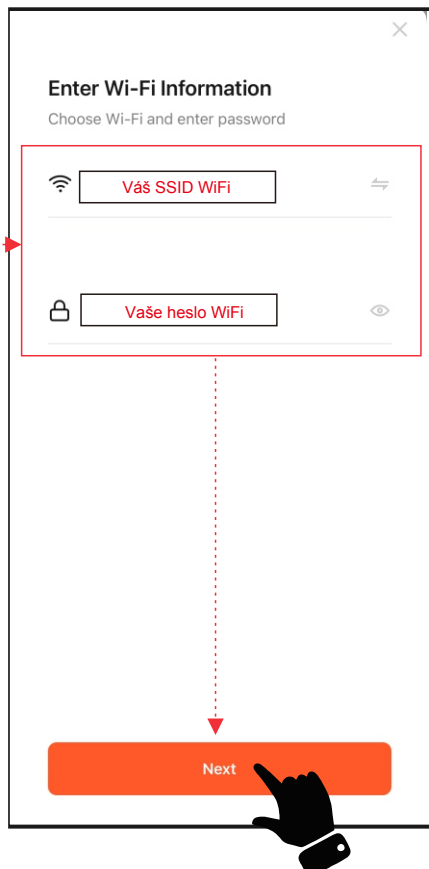 Enter Wi-Fi Information
Choose Wi-Fi and enter password
Váš SSID WiFi
Vaše heslo WiFi
Next